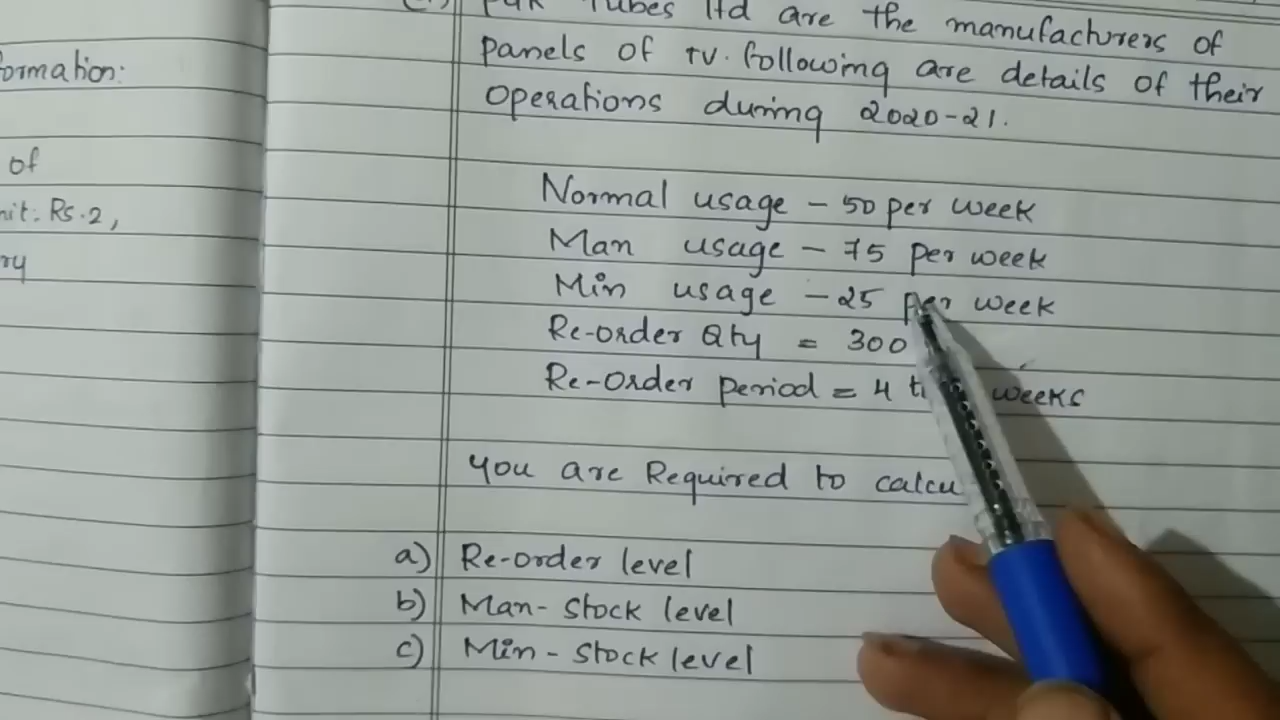 ormation:
of
nit: Rs.2,
ry
Tubes ltd are the manufacturers of
panels of TV. following are details of their
operations during 2020-21.
Normal usage - 50 per week
Man usage - 75 per week
Min usage - 25 per week
Re-order Qty = 300
Re-order period = 4 weeks
you are Required to calcu
a) Re-order level
b) Man-stock level
c) Min-stock level